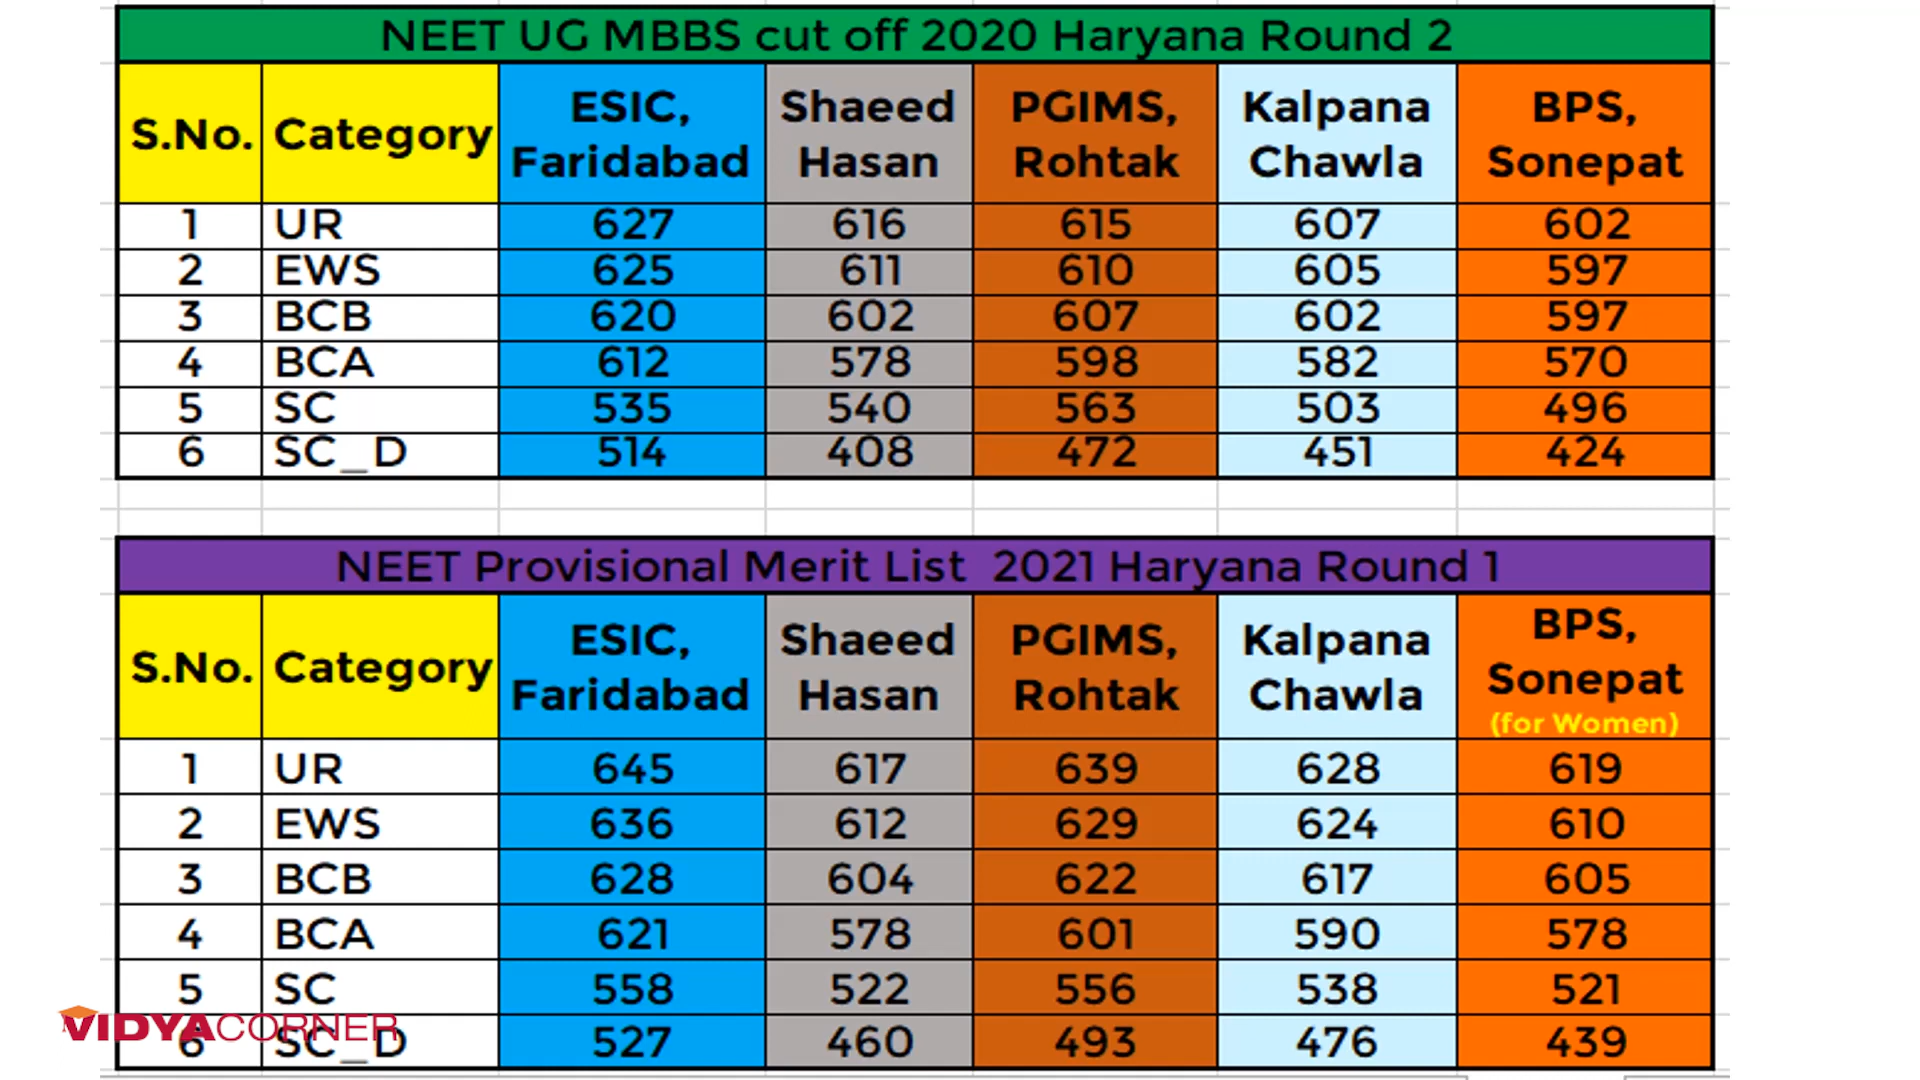 NEET UG MBBS cut off 2020 Haryana Round 2
S.No. Category ESIC, Faridabad Shaeed Hasan PGIMS, Rohtak Kalpana Chawla BPS, Sonepat
1 UR 627 616 615 607 602
2 EWS 625 611 610 605 597
3 BCB 620 602 607 602 597
4 BCA 612 578 598 582 570
5 SC 535 540 563 503 496
6 SC_D 514 408 472 451 424
NEET Provisional Merit List 2021 Haryana Round 1
S.No. Category ESIC, Faridabad Shaeed Hasan PGIMS, Rohtak Kalpana Chawla BPS, Sonepat (for Women)
1 UR 645 617 639 628 619
2 EWS 636 612 629 624 610
3 BCB 628 604 622 617 605
4 BCA 621 578 601 590 578
5 SC 558 522 556 538 521
6 SC_D 527 460 493 476 439
VIDYACORNER